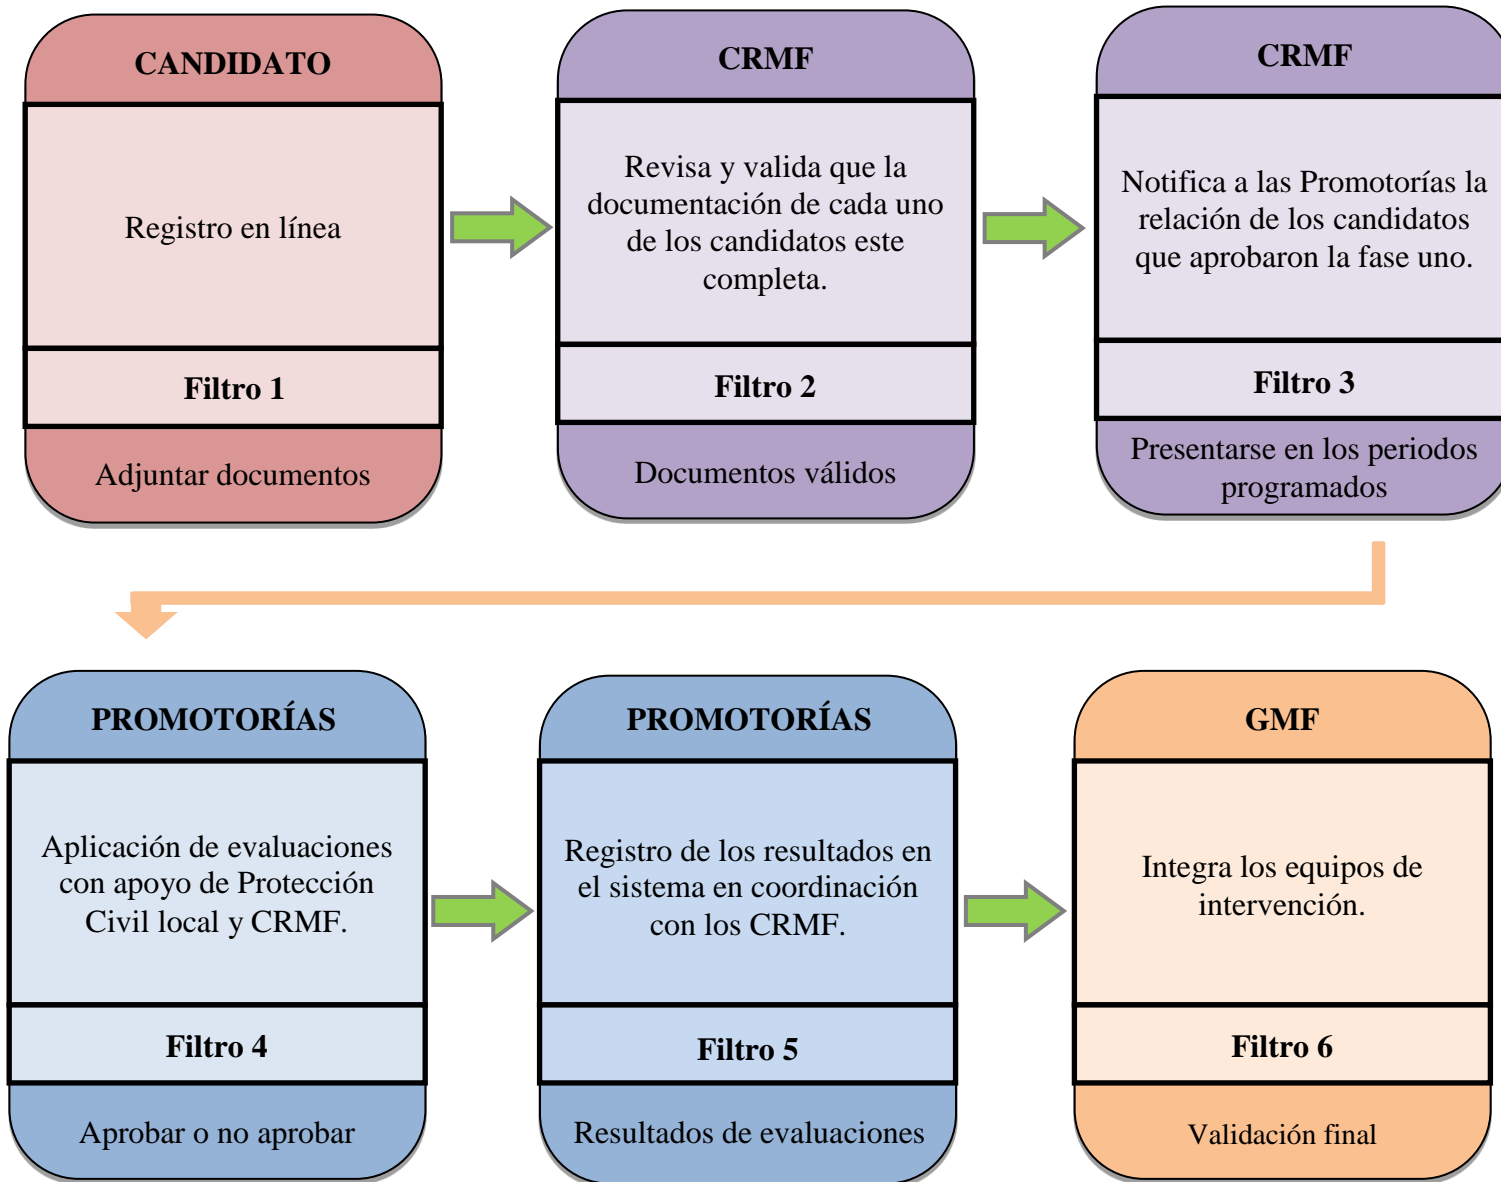 CANDIDATO
Registro en línea
Filtro 1
Adjuntar documentos
CRMF
Revisa y valida que la
documentación de cada uno
de los candidatos este
completa.
Filtro 2
Documentos válidos
CRMF
Notifica a las Promotorías la
relación de los candidatos
que aprobaron la fase uno.
Filtro 3
Presentarse en los periodos
programados
PROMOTORÍAS
Aplicación de evaluaciones
con apoyo de Protección
Civil local y CRMF.
Filtro 4
Aprobar o no aprobar
PROMOTORÍAS
Registro de los resultados en
el sistema en coordinación
con los CRMF.
Filtro 5
Resultados de evaluaciones
GMF
Integra los equipos de
intervención.
Filtro 6
Validación final